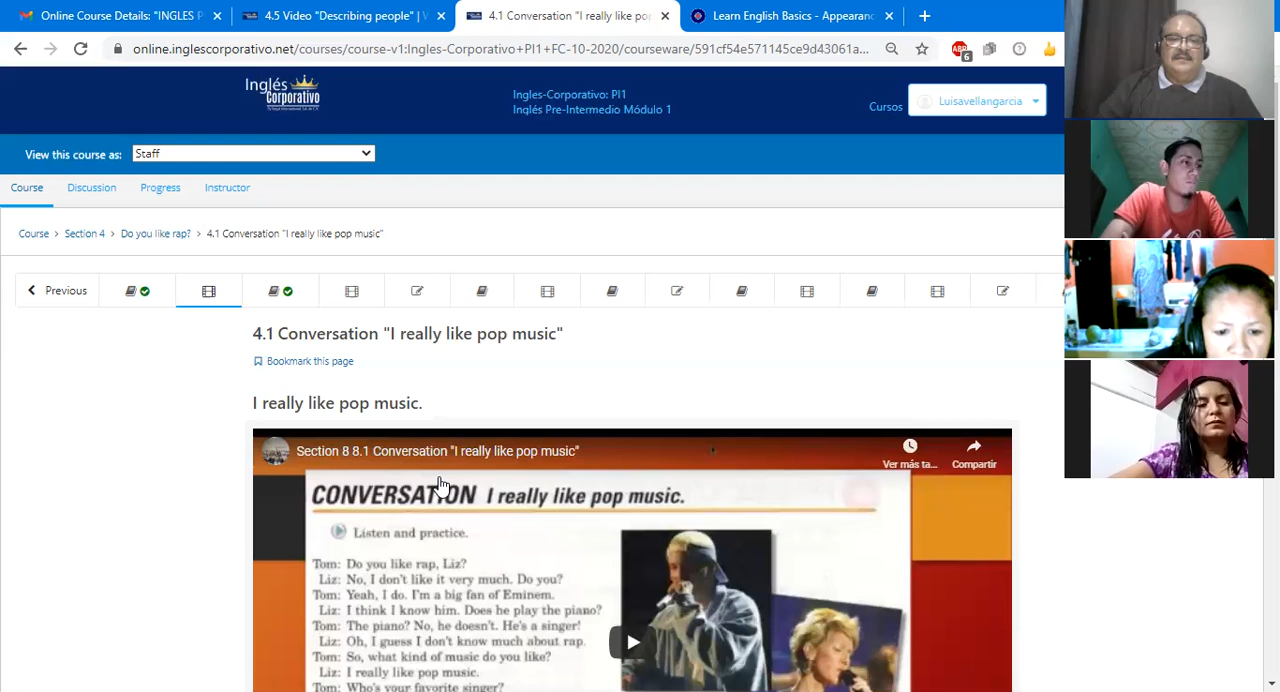 Online Course Details: "INGLES P
4.5 Video "Describing people" |
4.1 Conversation "I really like po
Learn English Basics - Appearan
online.inglescorporativo.net/courses/course-v1:Ingles-Corporativo+PI1+FC-10-2020/courseware/591cf54e571145ce9d43061a...
ABP
6
Inglés
Corporativo
Ingles-Corporativo: PI1
Inglés Pre-Intermedio Módulo 1
Cursos
Luisavellangarcia
View this course as:
Staff
Course
Discussion
Progress
Instructor
Course > Section 4 > Do you like rap? > 4.1 Conversation "I really like pop music"
Previous
4.1 Conversation "I really like pop music"
Bookmark this page
I really like pop music.
Section 8 8.1 Conversation "I really like pop music"
Ver más ta...
Compartir
CONVERSATION I really like pop music.
Listen and practice.
Tom: Do you like rap, Liz?
Liz: No, I don't like it very much. Do you?
Tom: Yeah, I do. I'm a big fan of Eminem.
Liz: I think I know him. Does he play the piano?
Tom: The piano? No, he doesn't. He's a singer!
Liz: Oh, I guess I don't know much about rap.
Tom: So, what kind of music do you like?
Liz: I really like pop music.
Tom: Who's your favorite singer?